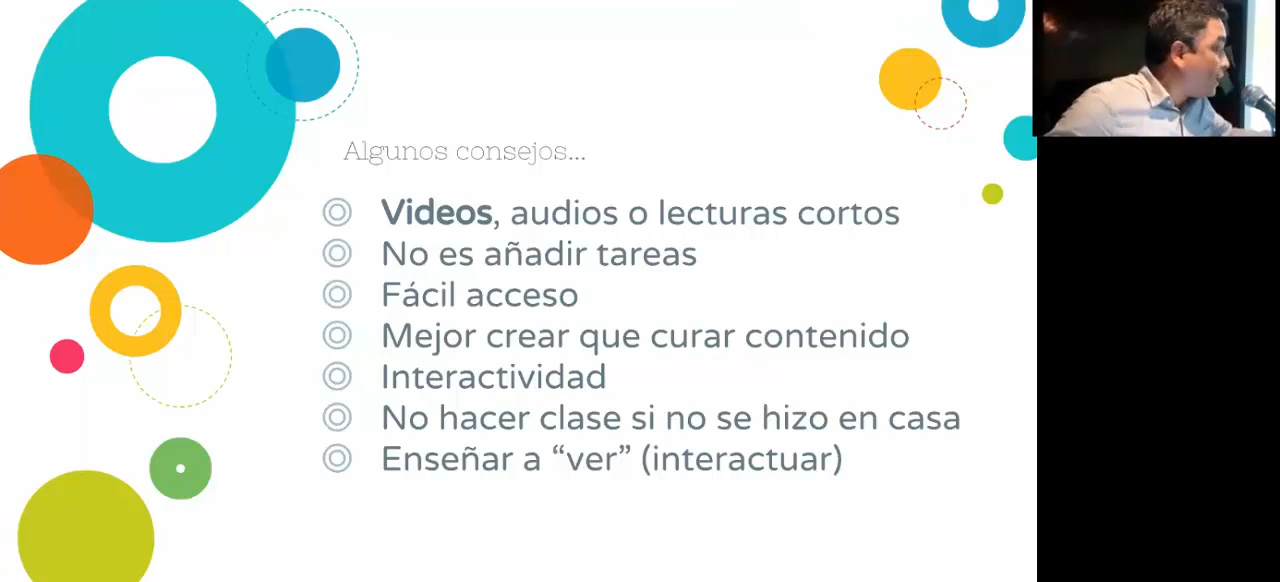 Algunos consejos...
Videos, audios o lecturas cortos
No es añadir tareas
Fácil acceso
Mejor crear que curar contenido
Interactividad
No hacer clase si no se hizo en casa
Enseñar a “ver” (interactuar)